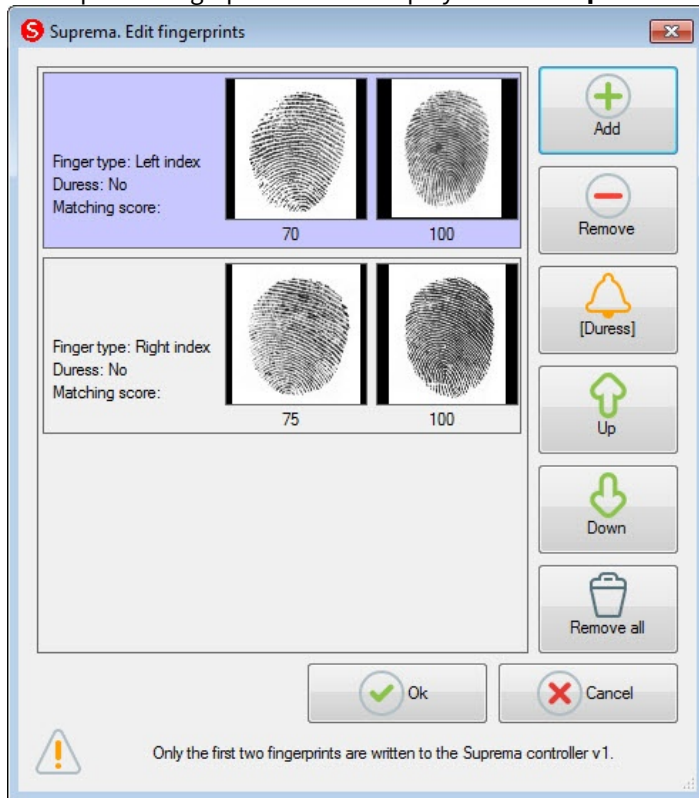 Suprema. Edit fingerprints
Finger type: Left index
Duress: No
Matching score:
70
100
Finger type: Right index
Duress: No
Matching score:
75
100
Add
Remove
[Duress]
Up
Down
Remove all
Ok
Cancel
Only the first two fingerprints are written to the Suprema controller v1.